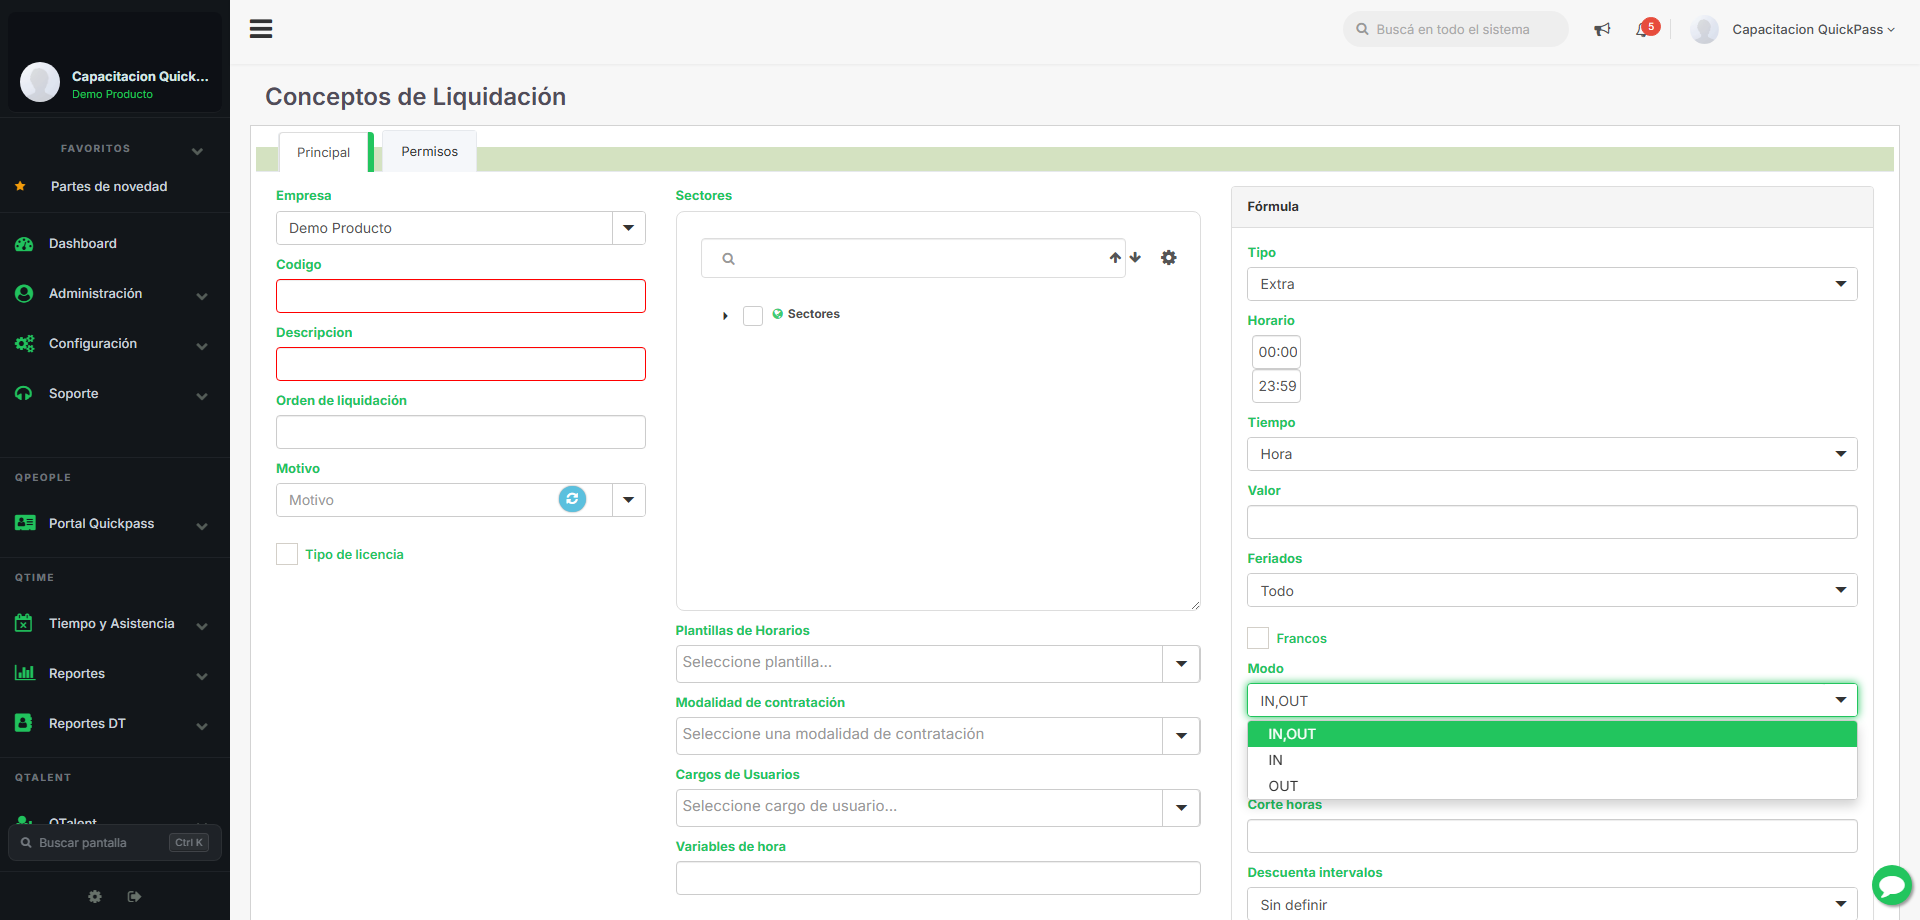 Capacitacion Quick...
Demo Producto
FAVORITOS
Partes de novedad
Dashboard
Administración
Configuración
Soporte
QPEOPLE
Portal Quickpass
QTIME
Tiempo y Asistencia
Reportes
Reportes DT
QTALENT
QTalent
Buscar pantalla
Ctrl K
Buscá en todo el sistema
5
Capacitacion QuickPass
Conceptos de Liquidación
Principal
Permisos
Empresa
Demo Producto
Codigo
Descripcion
Orden de liquidación
Motivo
Motivo
Tipo de licencia
Sectores
Sectores
Plantillas de Horarios
Seleccione plantilla...
Modalidad de contratación
Seleccione una modalidad de contratación
Cargos de Usuarios
Seleccione cargo de usuario...
Variables de hora
Fórmula
Tipo
Extra
Horario
00:00
23:59
Tiempo
Hora
Valor
Feriados
Todo
Francos
Modo
IN,OUT
IN,OUT
IN
OUT
Corte horas
Descuenta intervalos
Sin definir